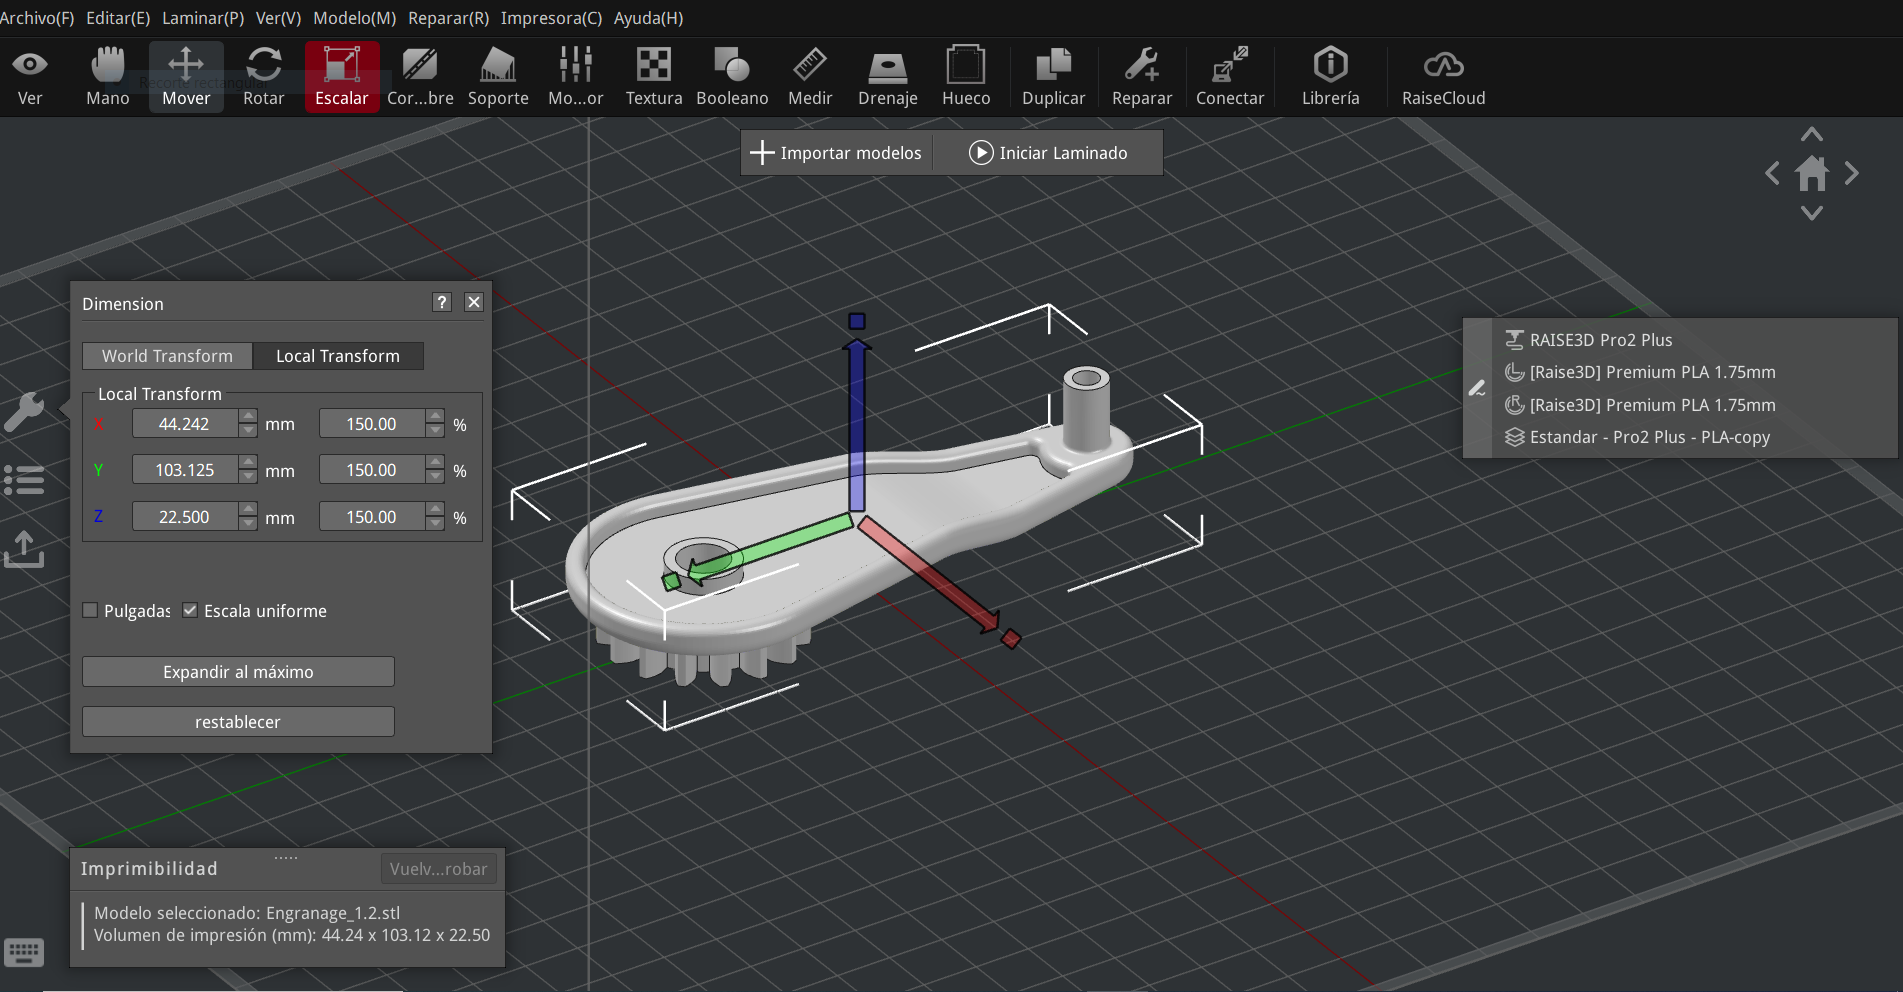 Archivo(F) Editar(E) Laminar(P) Ver(V) Modelo(M) Reparar(R) Impresora(C) Ayuda(H)
Ver Mano Mover Rotar Escalar Cor...bre Soporte Mo...or Textura Booleano Medir Drenaje Hueco Duplicar Reparar Conectar Librería RaiseCloud
Recorte rectangular
Importar modelos Iniciar Laminado
Dimension ?
World Transform Local Transform
Local Transform
X 44.242 mm 150.00 %
Y 103.125 mm 150.00 %
Z 22.500 mm 150.00 %
Pulgadas Escala uniforme
Expandir al máximo
restablecer
RAISE3D Pro2 Plus
L [Raise3D] Premium PLA 1.75mm
R [Raise3D] Premium PLA 1.75mm
Estandar - Pro2 Plus - PLA-copy
Imprimibilidad Vuelv...robar
Modelo seleccionado: Engranage_1.2.stl
Volumen de impresión (mm): 44.24 x 103.12 x 22.50